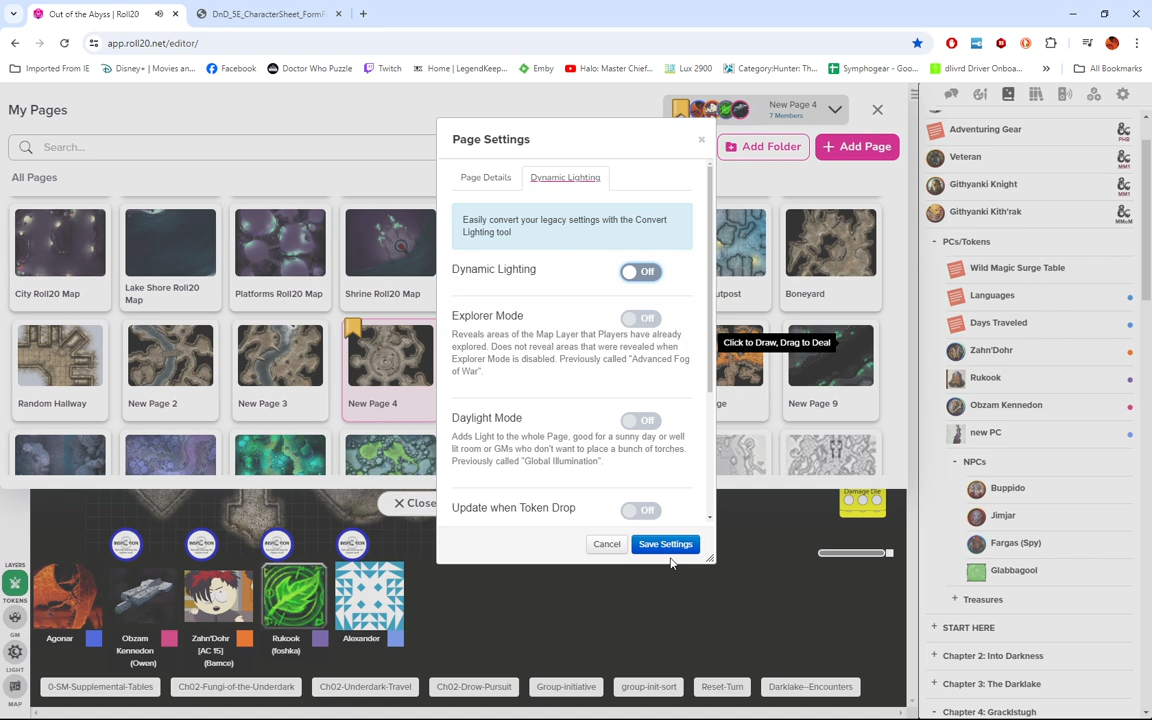 Out of the Abyss | Roll20
DnD_5E_CharacterSheet_FormF
app.roll20.net/editor/
Imported From IE
Disney+ | Movies an...
Facebook
Doctor Who Puzzle
Twitch
Home | LegendKeep...
Emby
Halo: Master Chief...
Lux 2900
Category:Hunter: Th...
Symphogear - Goo...
dlivrd Driver Onboa...
All Bookmarks
My Pages
New Page 4
7 Members
Search...
Add Folder
+ Add Page
All Pages
City Roll20 Map
Lake Shore Roll20
Map
Platforms Roll20 Map
Shrine Roll20 Map
utpost
Boneyard
Random Hallway
New Page 2
New Page 3
New Page 4
ge
New Page 9
Page Settings
Page Details
Dynamic Lighting
Easily convert your legacy settings with the Convert
Lighting tool
Dynamic Lighting
Off
Explorer Mode
Off
Reveals areas of the Map Layer that Players have already
explored. Does not reveal areas that were revealed when
Explorer Mode is disabled. Previously called "Advanced Fog
of War".
Daylight Mode
Off
Adds Light to the whole Page, good for a sunny day or well
lit room or GMs who don't want to place a bunch of torches.
Previously called "Global Illumination".
Update when Token Drop
Off
Cancel
Save Settings
Click to Draw, Drag to Deal
Close
Damage Die
LAYERS
TOKENS
GM
LIGHT
MAP
Agonar
Obzam
Kennedon
(Owen)
Zahn'Dohr
[AC 15]
(Bamce)
Rukook
(foshka)
Alexander
0-SM-Supplemental-Tables
Ch02-Fungi-of-the-Underdark
Ch02-Underdark-Travel
Ch02-Drow-Pursuit
Group-initiative
group-init-sort
Reset-Turn
Darklake--Encounters
Adventuring Gear
PHB
Veteran
MM1
Githyanki Knight
MM1
Githyanki Kith'rak
MMoM
- PCs/Tokens
Wild Magic Surge Table
Languages
Days Traveled
Zahn'Dohr
Rukook
Obzam Kennedon
new PC
- NPCs
Buppido
Jimjar
Fargas (Spy)
Glabbagool
+ Treasures
+ START HERE
+ Chapter 2: Into Darkness
+ Chapter 3: The Darklake
- Chapter 4: Gracklstugh